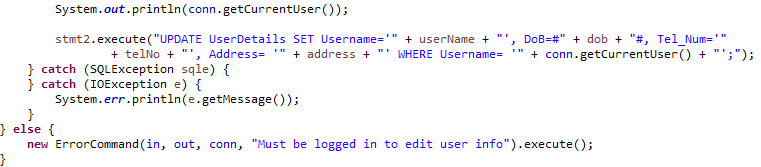 System.out.println(conn.getCurrentUser());
stmt2.execute("UPDATE UserDetails SET Username='" + userName + "', DoB=#" + dob + "#, Tel_Num='"
+ telNo + "', Address= '" + address + "' WHERE Username= '" + conn.getCurrentUser() + "';");
} catch (SQLException sqle) {
} catch (IOException e) {
System.err.println(e.getMessage());
}
} else {
new ErrorCommand(in, out, conn, "Must be logged in to edit user info").execute();
}